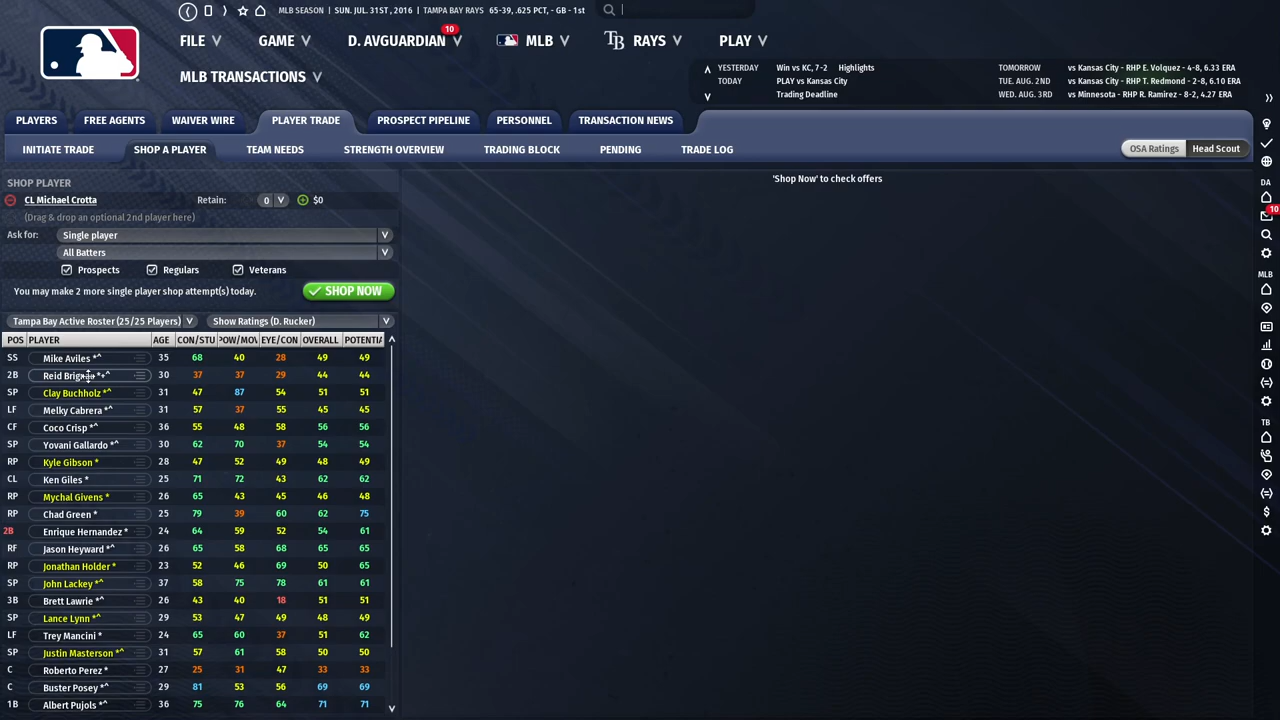 MLB SEASON | SUN. JUL. 31ST, 2016 | TAMPA BAY RAYS 65-39, .625 PCT, - GB - 1st
FILE GAME D. AVGUARDIAN 10 MLB RAYS PLAY
MLB TRANSACTIONS
YESTERDAY Win vs KC, 7-2 Highlights TOMORROW vs Kansas City - RHP E. Volquez - 4-8, 6.33 ERA
TODAY PLAY vs Kansas City TUE. AUG. 2ND vs Kansas City - RHP T. Redmond - 2-8, 6.10 ERA
Trading Deadline WED. AUG. 3RD vs Minnesota - RHP R. Ramirez - 8-2, 4.27 ERA
PLAYERS FREE AGENTS WAIVER WIRE PLAYER TRADE PROSPECT PIPELINE PERSONNEL TRANSACTION NEWS
INITIATE TRADE SHOP A PLAYER TEAM NEEDS STRENGTH OVERVIEW TRADING BLOCK PENDING TRADE LOG OSA Ratings Head Scout
SHOP PLAYER 'Shop Now' to check offers
CL Michael Crotta Retain: 0 $0
(Drag & drop an optional 2nd player here)
Ask for: Single player
All Batters
Prospects Regulars Veterans
You may make 2 more single player shop attempt(s) today. SHOP NOW
Tampa Bay Active Roster (25/25 Players) Show Ratings (D. Rucker)
POS PLAYER AGE CON/STU POW/MOV EYE/CON OVERALL POTENTIA
SS Mike Aviles *^ 35 68 40 28 49 49
2B Reid *+^ 30 37 37 29 44 44
SP Clay Buchholz *^ 31 47 87 54 51 51
LF Melky Cabrera *^ 31 57 37 55 45 45
CF Coco Crisp *^ 36 55 48 58 56 56
SP Yovani Gallardo *^ 30 62 70 37 54 54
RP Kyle Gibson * 28 47 52 49 48 49
CL Ken Giles * 25 71 72 43 62 62
RP Mychal Givens * 26 65 43 45 46 48
RP Chad Green * 25 79 39 60 62 75
2B Enrique Hernandez * 24 64 59 52 54 61
RF Jason Heyward *^ 26 65 58 68 65 65
RP Jonathan Holder * 23 52 46 69 50 65
SP John Lackey *^ 37 58 75 78 61 61
3B Brett Lawrie *^ 26 43 40 18 51 51
SP Lance Lynn *^ 29 53 47 49 48 49
LF Trey Mancini * 24 65 60 37 56 62
SP Justin Masterson *^ 31 57 61 58 50 50
C Roberto Perez * 27 25 31 47 33 33
C Buster Posey *^ 29 81 53 56 69 69
1B Albert Pujols *^ 36 75 76 64 71 71
DA
10
MLB
TB